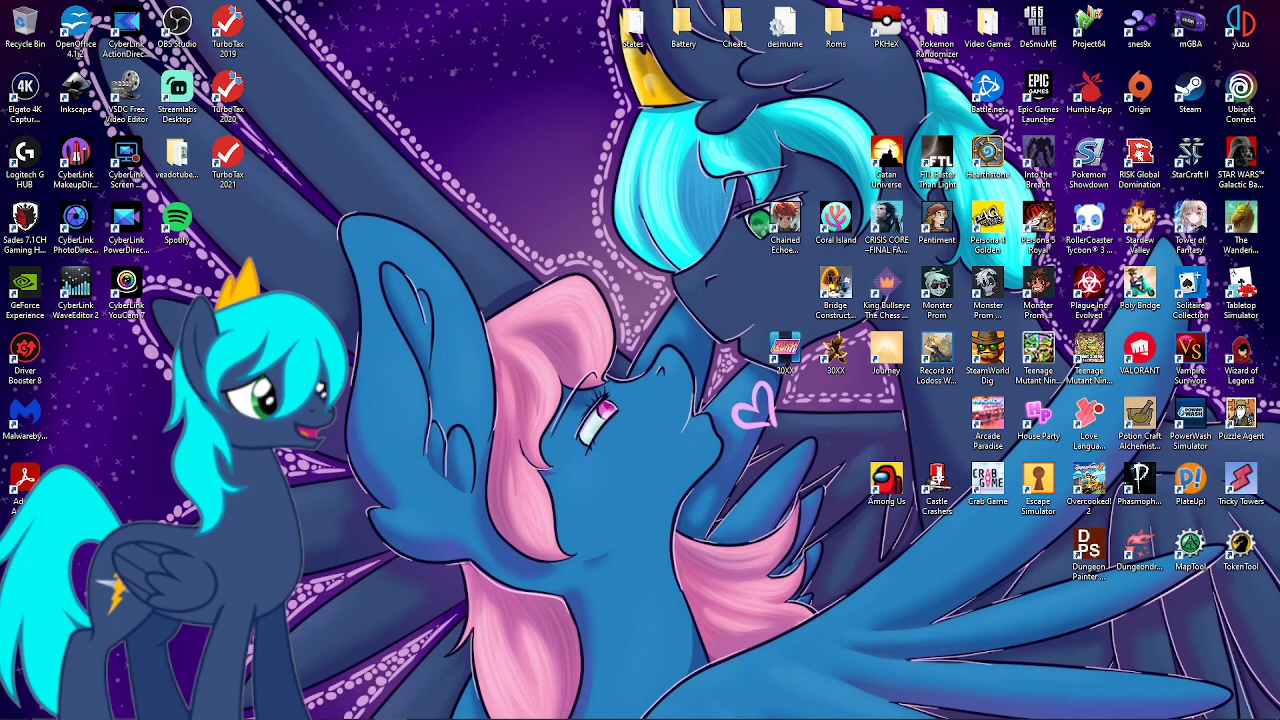 Recycle Bin
OpenOffice
4.1.2
CyberLink
ActionDirec...
OBS Studio
TurboTax
2019
States
Battery
Cheats
desmume
Roms
PKHeX
Pokemon
Randomizer
Video Games
DeSmuME
Project64
snes9x
mGBA
yuzu
Elgato 4K
Captur...
Inkscape
VSDC Free
Video Editor
Streamlabs
Desktop
TurboTax
2020
Battle.net
Epic Games
Launcher
Humble App
Origin
Steam
Ubisoft
Connect
Logitech G
HUB
CyberLink
MakeupDir...
CyberLink
Screen ...
veadotube...
TurboTax
2021
Catan
Universe
FTL Faster
Than Light
Hearthstone
Into the
Breach
Pokemon
Showdown
RISK Global
Domination
StarCraft II
STAR WARS™
Galactic Ba...
Sades 7.1CH
Gaming H...
CyberLink
PhotoDirec...
CyberLink
PowerDirec...
Spotify
Chained
Echoe...
Coral Island
CRISIS CORE
–FINAL FA...
Pentiment
Persona 4
Golden
Persona 5
Royal
RollerCoaster
Tycoon® 3 ...
Stardew
Valley
Tower of
Fantasy
The
Wanderi...
GeForce
Experience
CyberLink
WaveEditor 2
CyberLink
YouCam 7
Bridge
Construct...
King Bullseye
The Chess ...
Monster
Prom
Monster
Prom ...
Monster
Prom ...
Plague Inc
Evolved
Poly Bridge
Solitaire
Collection
Tabletop
Simulator
Driver
Booster 8
20XX
30XX
Journey
Record of
Lodoss W...
SteamWorld
Dig
Teenage
Mutant Nin...
Teenage
Mutant Nin...
VALORANT
Vampire
Survivors
Wizard of
Legend
Malwareby...
Arcade
Paradise
House Party
Love
Langua...
Potion Craft
Alchemist...
PowerWash
Simulator
Puzzle Agent
Among Us
Castle
Crashers
Crab Game
Escape
Simulator
Overcooked!
2
Phasmoph...
PlateUp!
Tricky Towers
Dungeon
Painter ...
Dungeondr...
MapTool
TokenTool